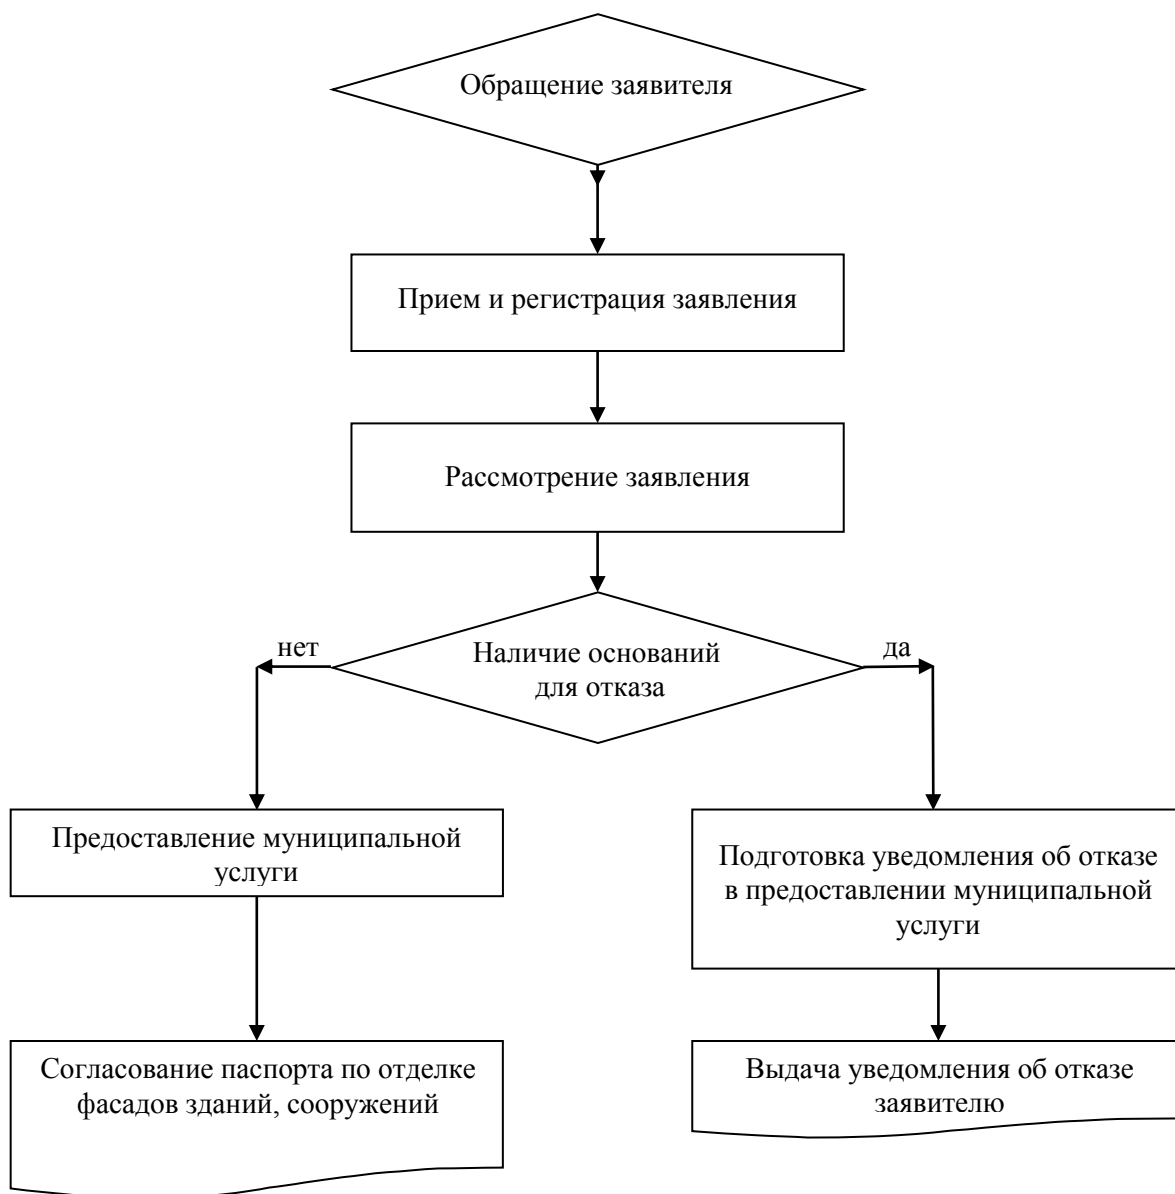 Обращение заявителя
Прием и регистрация заявления
Рассмотрение заявления
нет
Наличие оснований
для отказа
да
Предоставление муниципальной
услуги
Подготовка уведомления об отказе
в предоставлении муниципальной
услуги
Согласование паспорта по отделке
фасадов зданий, сооружений
Выдача уведомления об отказе
заявителю